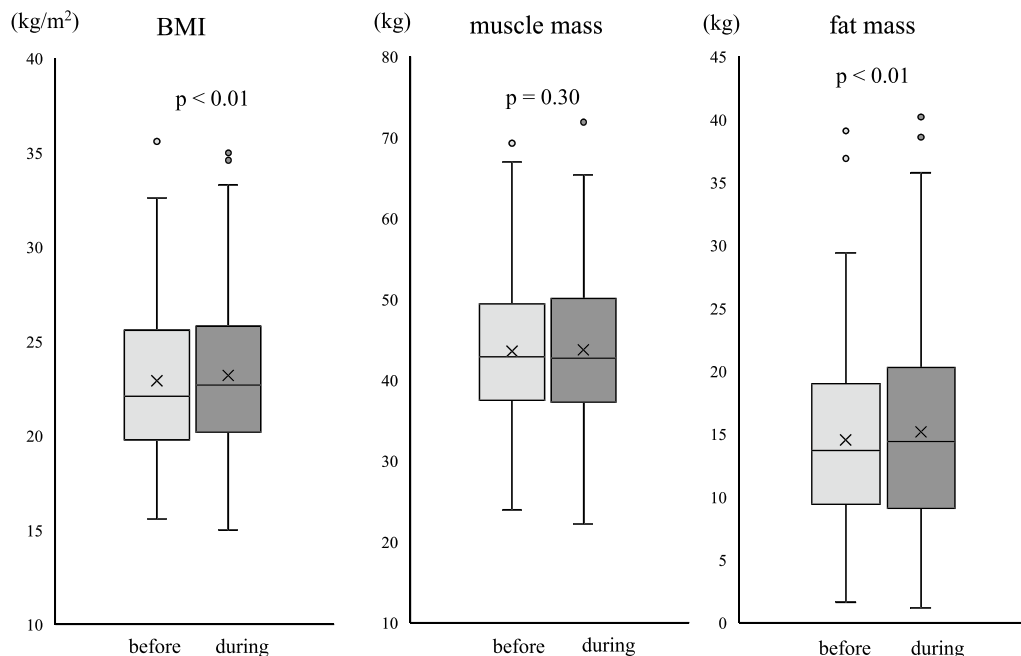 (kg/m²) BMI
40
35
30
25
20
15
10
p < 0.01
before during
(kg) muscle mass
80
70
60
50
40
30
20
10
p = 0.30
before during
(kg) fat mass
45
40
35
30
25
20
15
10
5
0
p < 0.01
before during